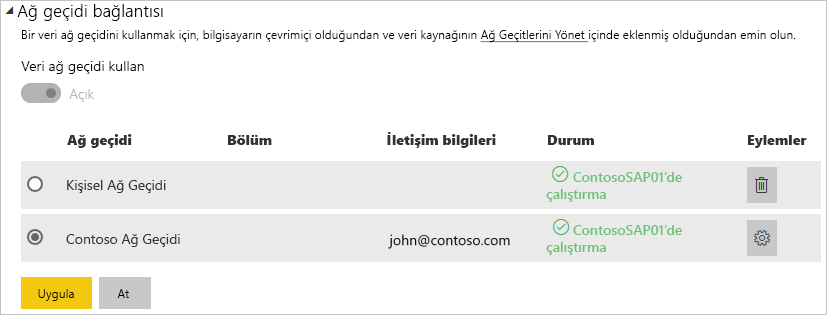 Ağ geçidi bağlantısı
Bir veri ağ geçidini kullanmak için, bilgisayarın çevrimiçi olduğundan ve veri kaynağının Ağ Geçitlerini Yönet içinde eklenmiş olduğundan emin olun.
Veri ağ geçidi kullan
Açık
Ağ geçidi Bölüm İletişim bilgileri Durum Eylemler
Kişisel Ağ Geçidi ContosoSAP01'de
çalıştırma
Contoso Ağ Geçidi john@contoso.com ContosoSAP01'de
çalıştırma
Uygula At